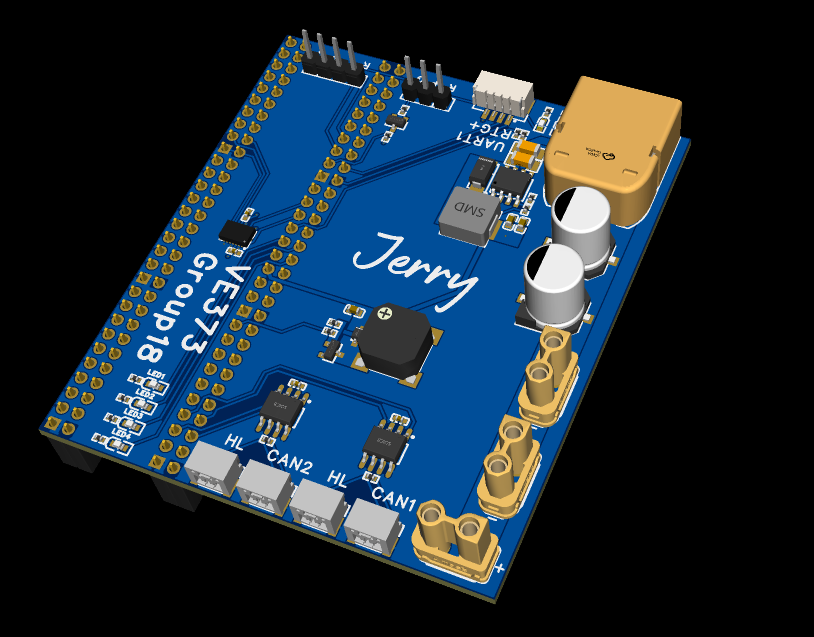 UART1
RTG+
SMD
Jerry
VE373
Group18
LED1
LED2
LED3
LED4
HL
CAN2
HL
CAN1
+